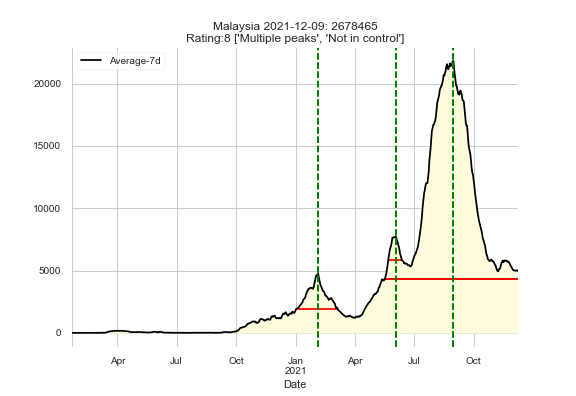 Malaysia 2021-12-09: 2678465
Rating:8 ['Multiple peaks', 'Not in control']
Average-7d
20000
15000
10000
5000
0
Apr Jul Oct Jan Apr Jul Oct
2021
Date